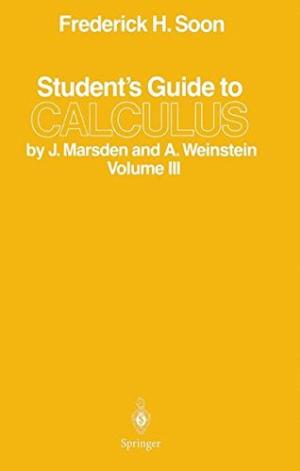 Frederick H. Soon
Student's Guide to
CALCULUS
by J. Marsden and A. Weinstein
Volume III
Springer